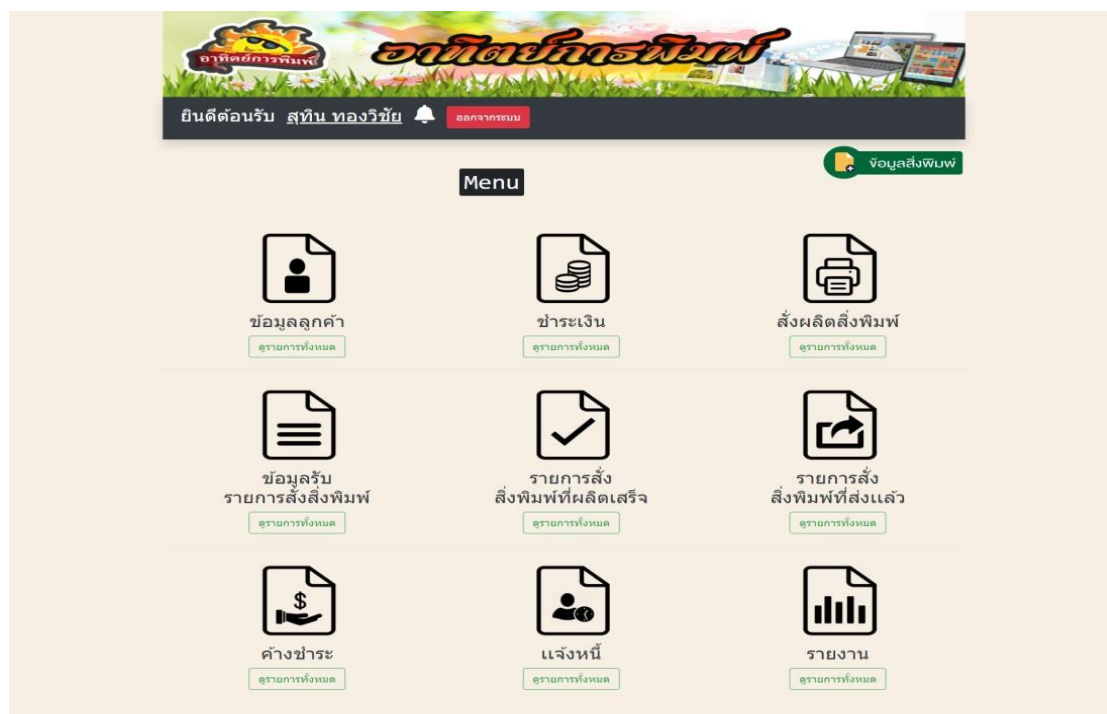 อาทิตย์การพิมพ์
อาทิตย์การพิมพ์
ยินดีต้อนรับ สุทิน ทองวิชัย ออกจากระบบ
ข้อมูลสิ่งพิมพ์
Menu
ข้อมูลลูกค้า ชำระเงิน สั่งผลิตสิ่งพิมพ์
ดูรายการทั้งหมด ดูรายการทั้งหมด ดูรายการทั้งหมด
ข้อมูลรับ รายการสั่ง รายการสั่ง
รายการสั่งสิ่งพิมพ์ สิ่งพิมพ์ที่ผลิตเสร็จ สิ่งพิมพ์ที่ส่งแล้ว
ดูรายการทั้งหมด ดูรายการทั้งหมด ดูรายการทั้งหมด
$
ค้างชำระ แจ้งหนี้ รายงาน
ดูรายการทั้งหมด ดูรายการทั้งหมด ดูรายการทั้งหมด